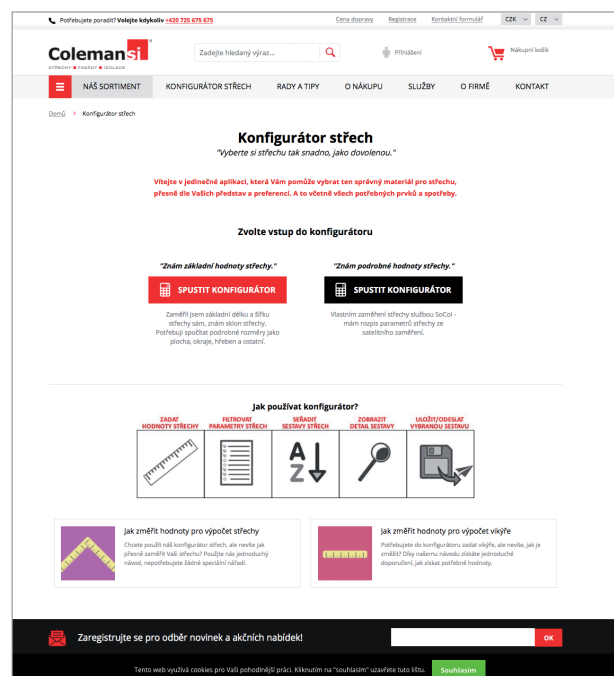 Potřebujete poradit? Volejte kdykoliv +420 725 675 675
Cena dopravy Registrace Kontaktní formulář CZK CZ
Colemansi
STŘECHY FASÁDY IZOLACE
Zadejte hledaný výraz...
Přihlášení
Nákupní košík
NÁŠ SORTIMENT KONFIGURÁTOR STŘECH RADY A TIPY O NÁKUPU SLUŽBY O FIRMĚ KONTAKT
Domů Konfigurátor střech
Konfigurátor střech
"Vyberte si střechu tak snadno, jako dovolenou."
Vítejte v jedinečné aplikaci, která Vám pomůže vybrat ten správný materiál pro střechu,
přesně dle Vašich představ a preferencí. A to včetně všech potřebných prvků a spotřeby.
Zvolte vstup do konfigurátoru
"Znám základní hodnoty střechy."
SPUSTIT KONFIGURÁTOR
Zaměřil jsem základní délku a šířku
střechy sám, znám sklon střechy.
Potřebuji spočítat podrobné rozměry jako
plocha, okraje, hřeben a ostatní.
"Znám podrobné hodnoty střechy."
SPUSTIT KONFIGURÁTOR
Vlastním zaměření střechy službou SoCol -
mám rozpis parametrů střechy ze
satelitního zaměření.
Jak používat konfigurátor?
ZADAT
HODNOTY STŘECHY
FILTROVAT
PARAMETRY STŘECH
SEŘADIT
SESTAVY STŘECH
ZOBRAZIT
DETAIL SESTAVY
ULOŽIT/ODESLAT
VYBRANOU SESTAVU
A
Z
Jak změřit hodnoty pro výpočet střechy
Chcete použít náš konfigurátor střech, ale nevíte jak
přesně zaměřit Vaši střechu? Použijte nás jednoduchý
návod, nepotřebujete žádné speciální nářadí.
Jak změřit hodnoty pro výpočet vikýře
Potřebujete do konfigurátoru zadat vikýře, ale nevíte, jak je
změřit? Díky našemu návodu získáte jednoduché
doporučení, jak získat potřebné hodnoty.
Zaregistrujte se pro odběr novinek a akčních nabídek!
OK
Tento web využívá cookies pro Vaši pohodlnější práci. Kliknutím na "souhlasím" uzavřete tuto lištu. Souhlasím